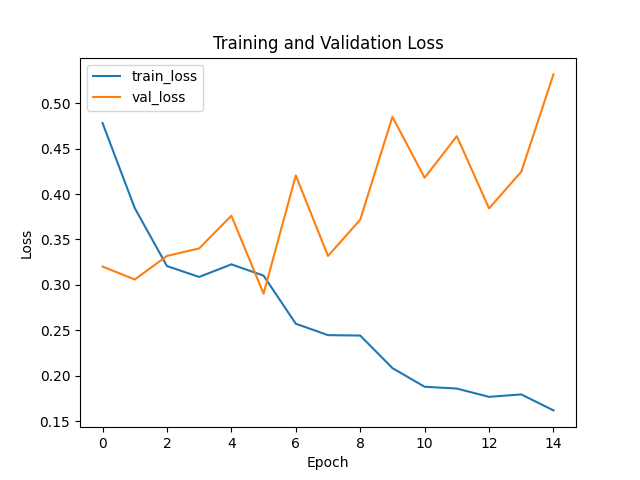 Training and Validation Loss
train_loss
val_loss
0.50
0.45
0.40
0.35
0.30
0.25
0.20
0.15
Loss
0 2 4 6 8 10 12 14
Epoch